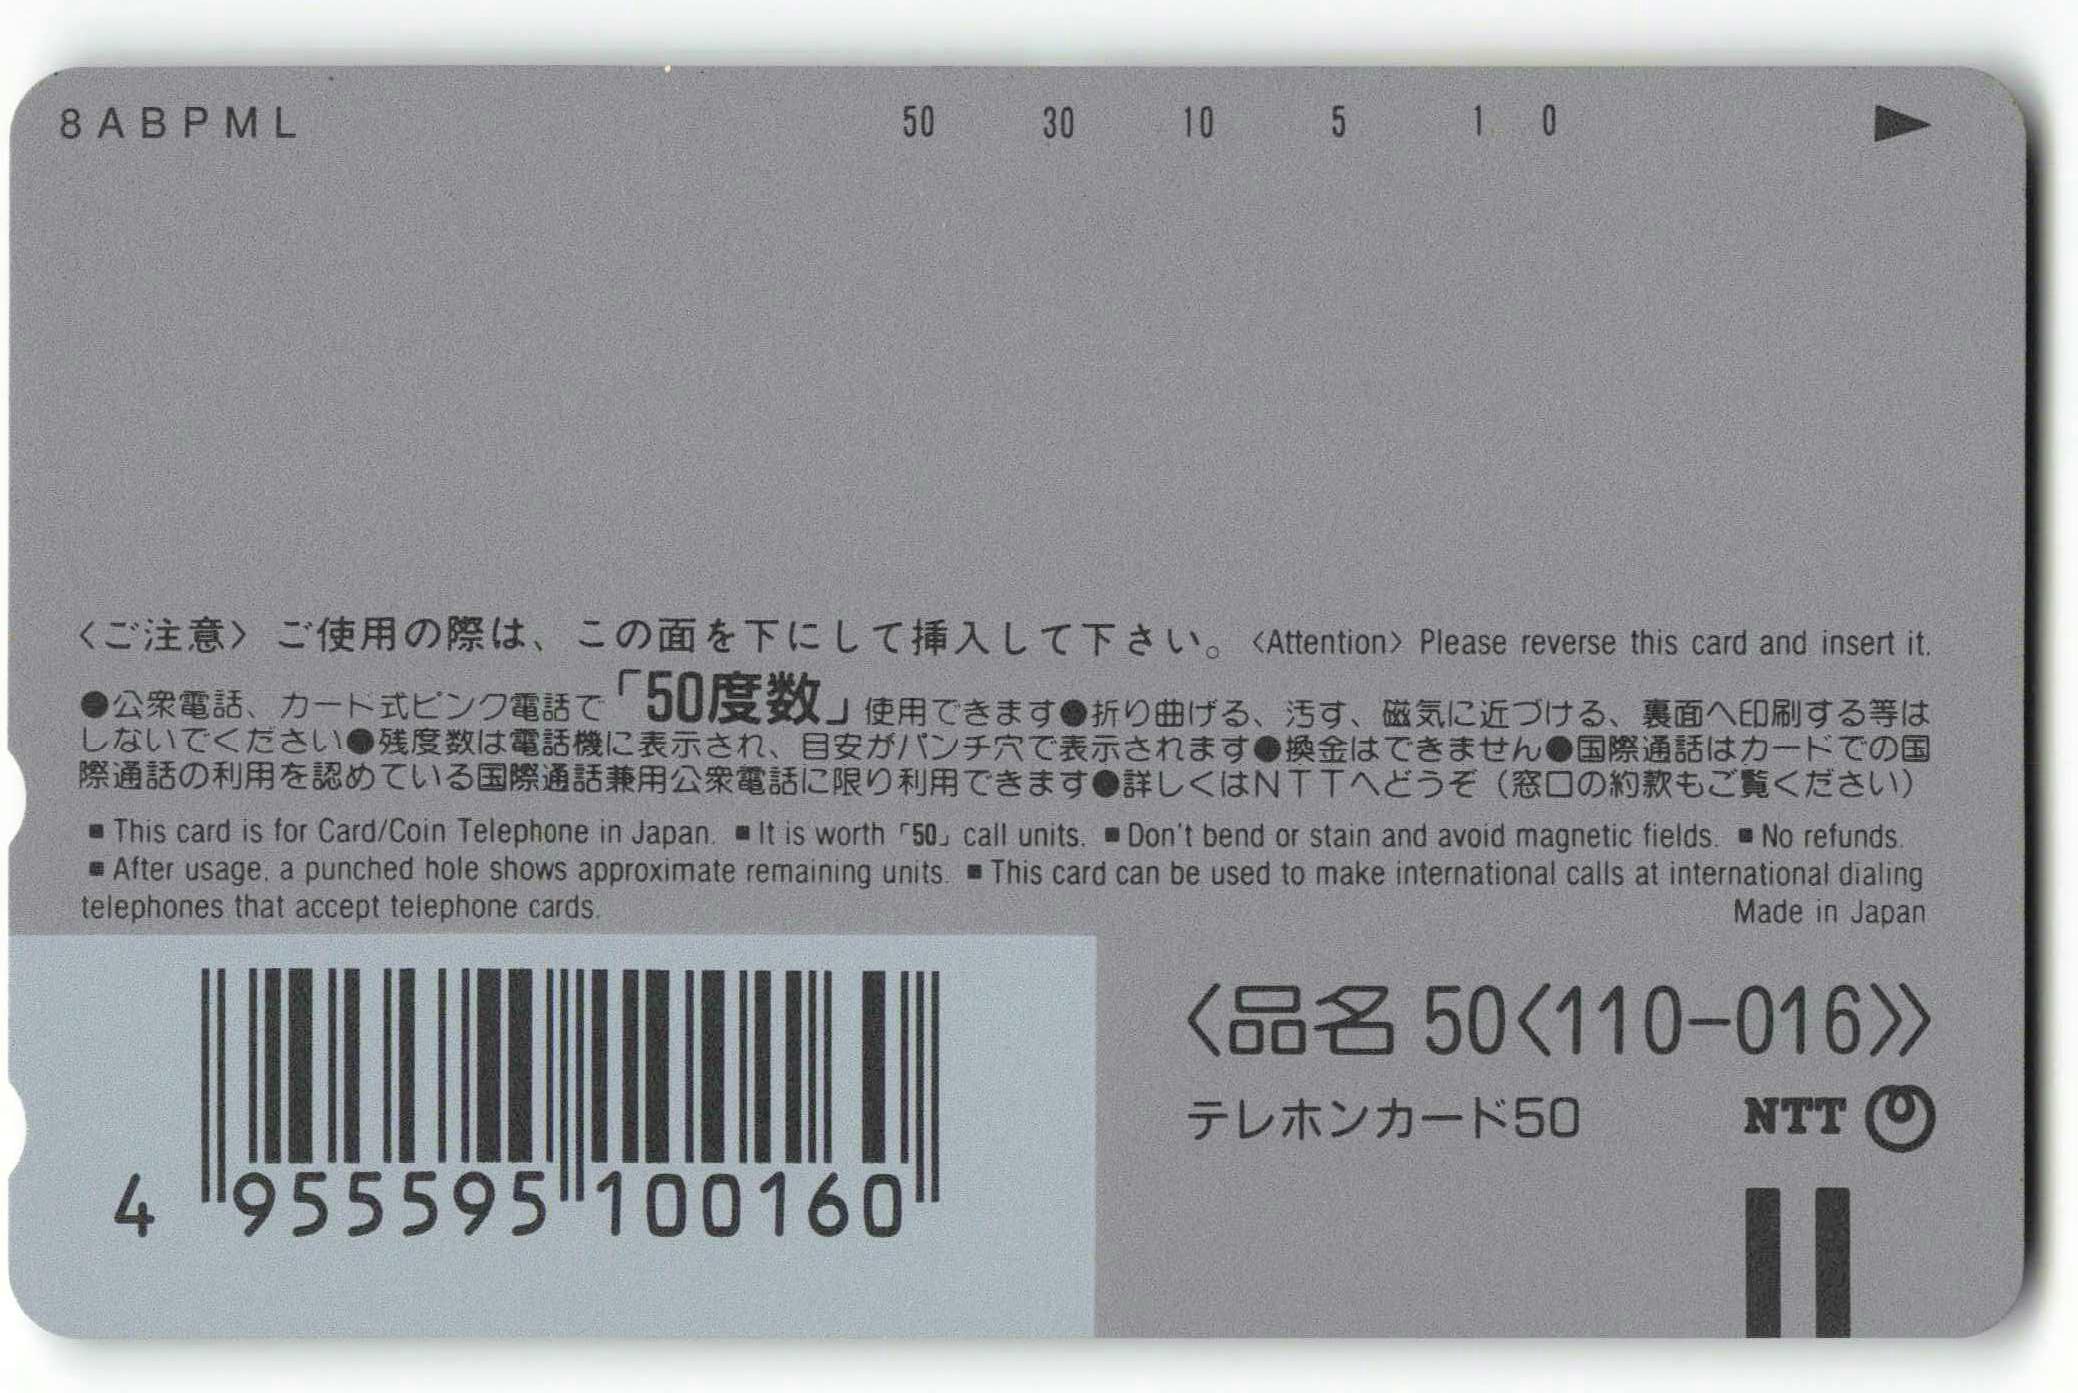 8ABPML 50 30 10 5 1 0
〈ご注意〉ご使用の際は、この面を下にして挿入して下さい。〈Attention〉Please reverse this card and insert it.
●公衆電話、カード式ピンク電話で「50度数」使用できます●折り曲げる、汚す、磁気に近づける、裏面へ印刷する等は
しないでください●残度数は電話機に表示され、目安がパンチ穴で表示されます●換金はできません●国際通話はカードでの国
際通話の利用を認めている国際通話兼用公衆電話に限り利用できます●詳しくはNTTへどうぞ（窓口の約款もご覧ください）
■This card is for Card/Coin Telephone in Japan. ■It is worth「50」call units. ■Don't bend or stain and avoid magnetic fields. ■No refunds.
■After usage, a punched hole shows approximate remaining units. ■This card can be used to make international calls at international dialing
telephones that accept telephone cards.
Made in Japan
〈品名 50〈110-016〉〉
テレホンカード50 NTT
4 955595 100160